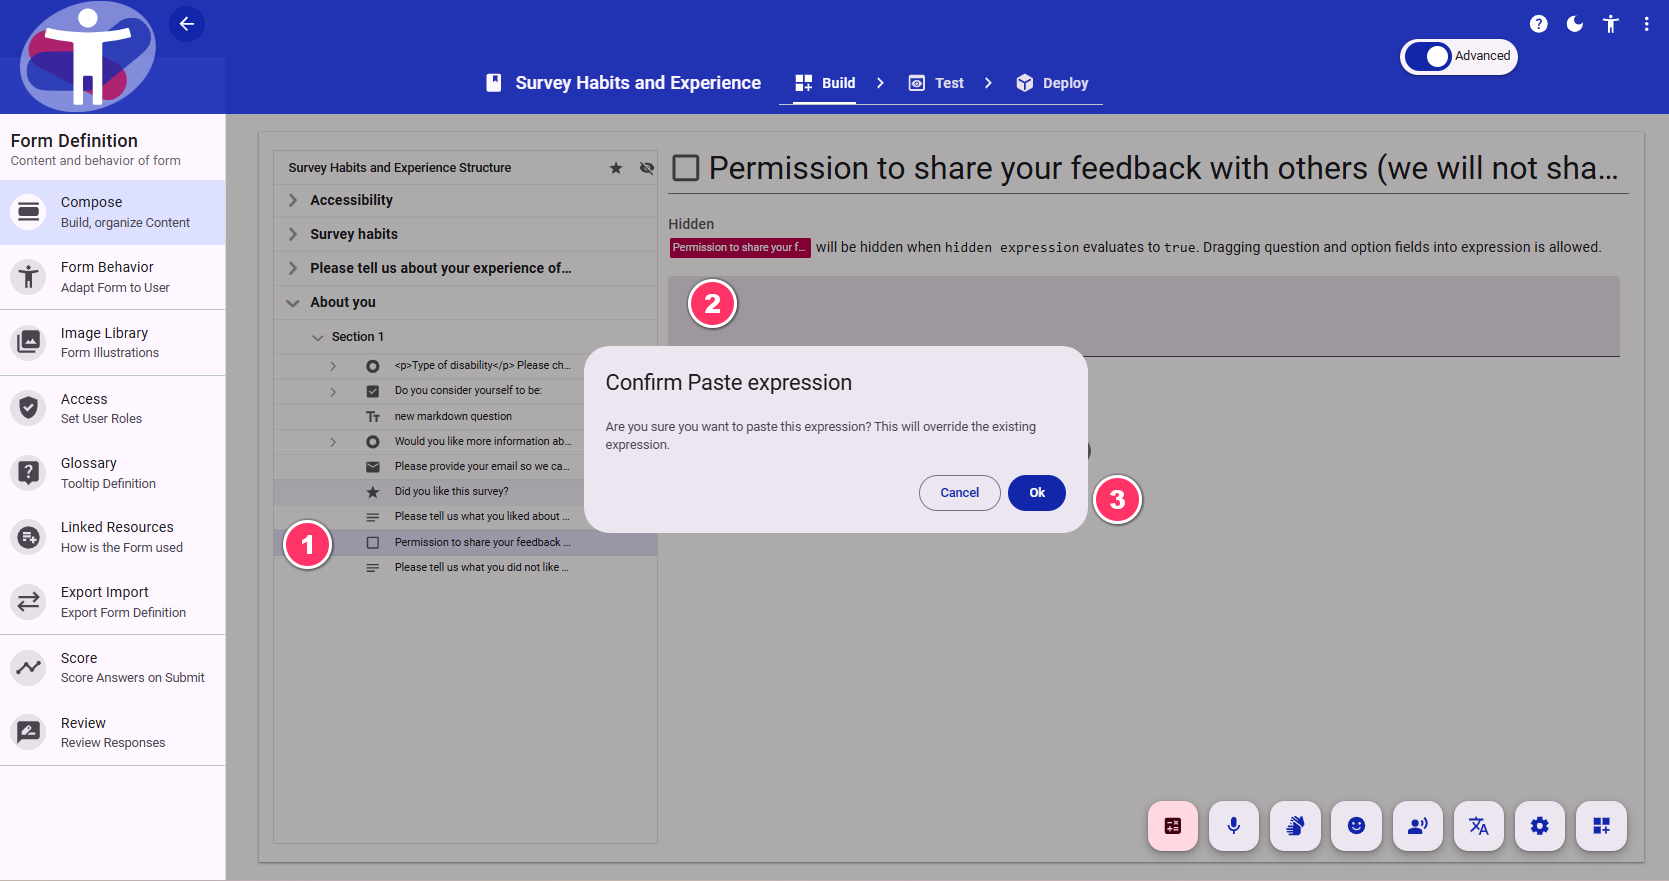 Advanced
Survey Habits and Experience
Build
Test
Deploy
Form Definition
Content and behavior of form
Compose
Build, organize Content
Form Behavior
Adapt Form to User
Image Library
Form Illustrations
Access
Set User Roles
Glossary
Tooltip Definition
Linked Resources
How is the Form used
Export Import
Export Form Definition
Score
Score Answers on Submit
Review
Review Responses
Survey Habits and Experience Structure
Accessibility
Survey habits
Please tell us about your experience of...
About you
Section 1
<p>Type of disability</p> Please ch...
Do you consider yourself to be:
Tт new markdown question
Would you like more information ab...
Please provide your email so we ca...
Did you like this survey?
Please tell us what you liked about ...
1
Permission to share your feedback ...
Please tell us what you did not like ...
Permission to share your feedback with others (we will not sha...
Hidden
Permission to share your f... will be hidden when hidden expression evaluates to true. Dragging question and option fields into expression is allowed.
2
Confirm Paste expression
Are you sure you want to paste this expression? This will override the existing
expression.
Cancel
Ok
3